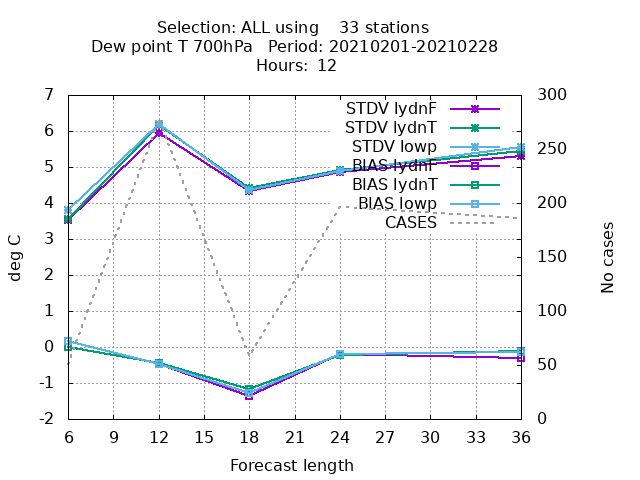 Selection: ALL using    33 stations
Dew point T 700hPa   Period: 20210201-20210228
Hours: 12
7
6
5
4
3
2
1
0
-1
-2
deg C
300
250
200
150
100
50
0
No cases
STDV lydnF
STDV lydnT
STDV lowp
BIAS lydnF
BIAS lydnT
BIAS lowp
CASES
6 9 12 15 18 21 24 27 30 33 36
Forecast length